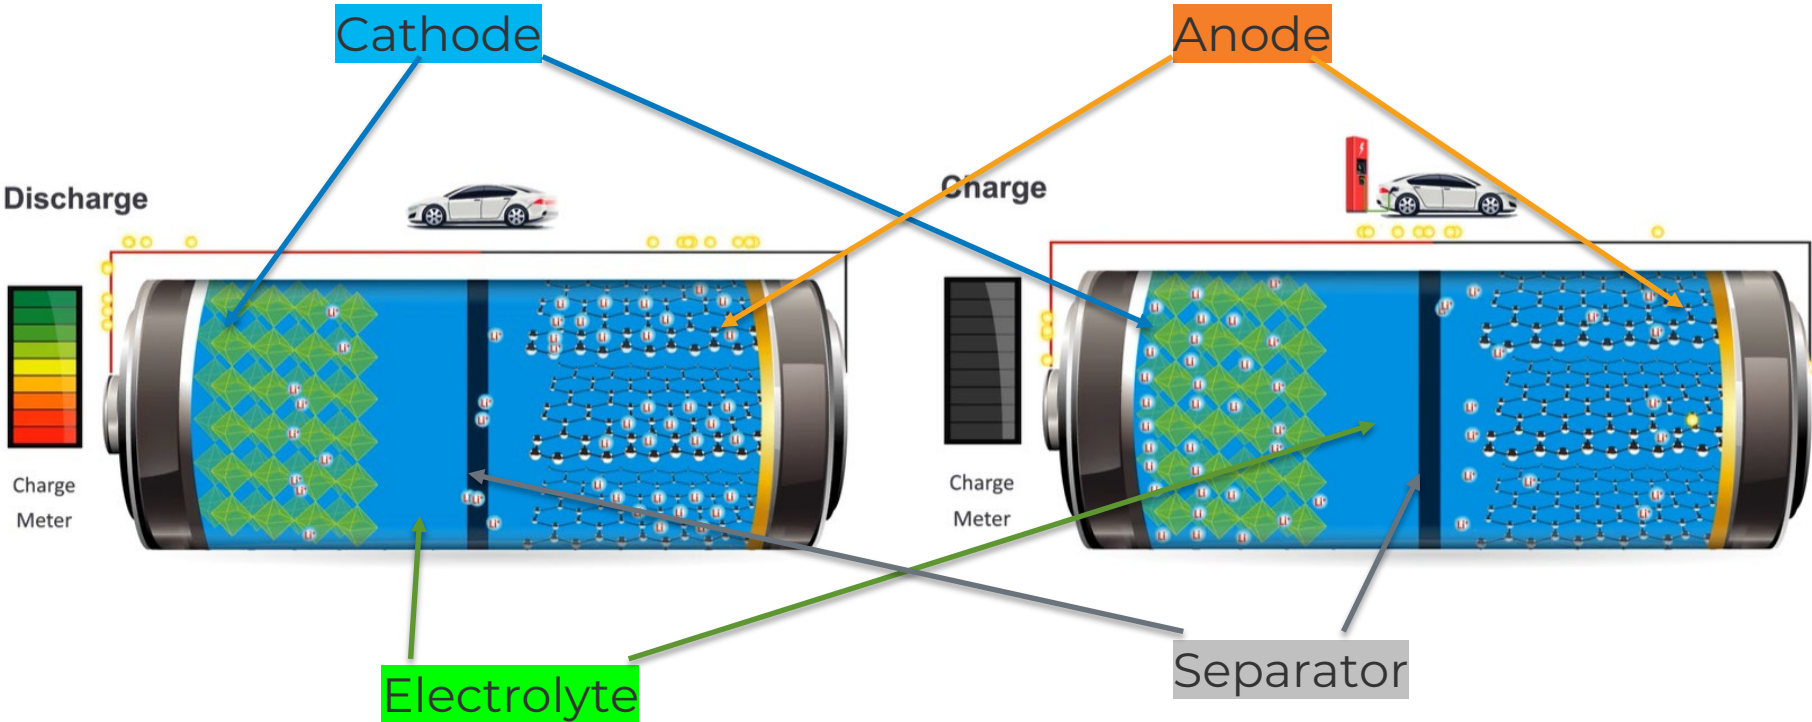 Cathode
Anode
Discharge
Charge
Charge
Meter
Charge
Meter
Electrolyte
Separator